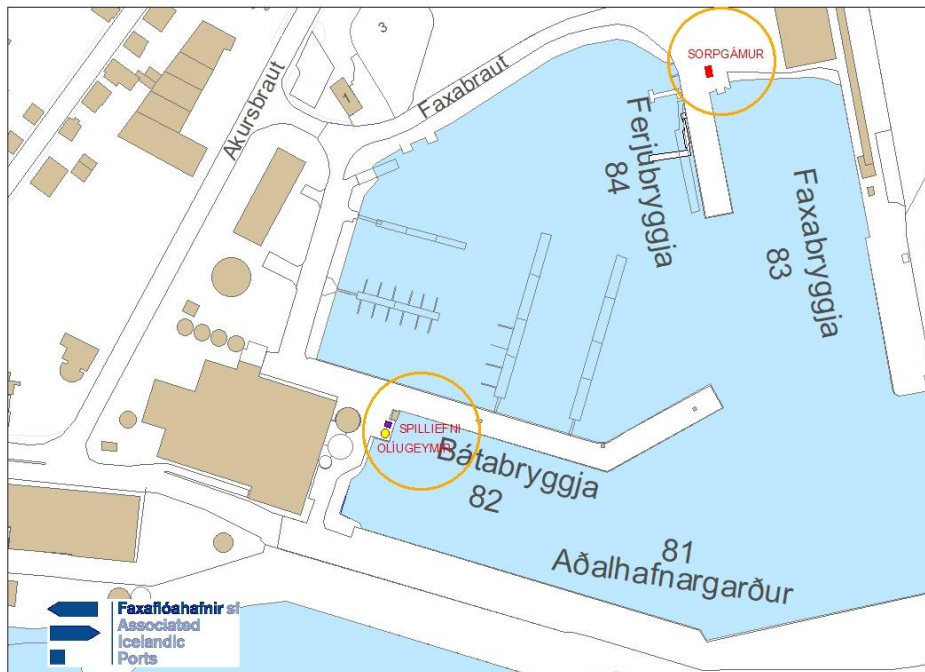 3
SORPGÁMUR
1
Akursbraut
Faxabraut
Ferjubryggja
84
Faxabryggja
83
SPILLIEFNI
OLÍUGEYMIR
Bátabryggja
82
81
Aðalhafnargarður
Faxaflóahafnir sf
Associated
Icelandic
Ports